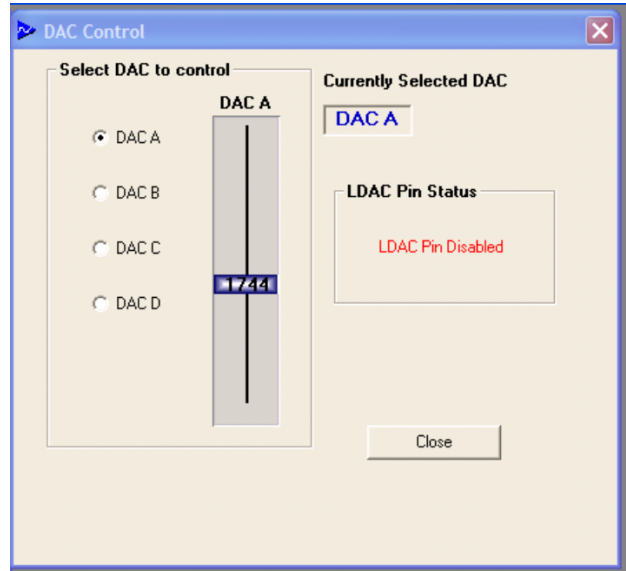 DAC Control
Select DAC to control
DAC A
DAC A
DAC B
DAC C
DAC D
1744
Currently Selected DAC
DAC A
LDAC Pin Status
LDAC Pin Disabled
Close